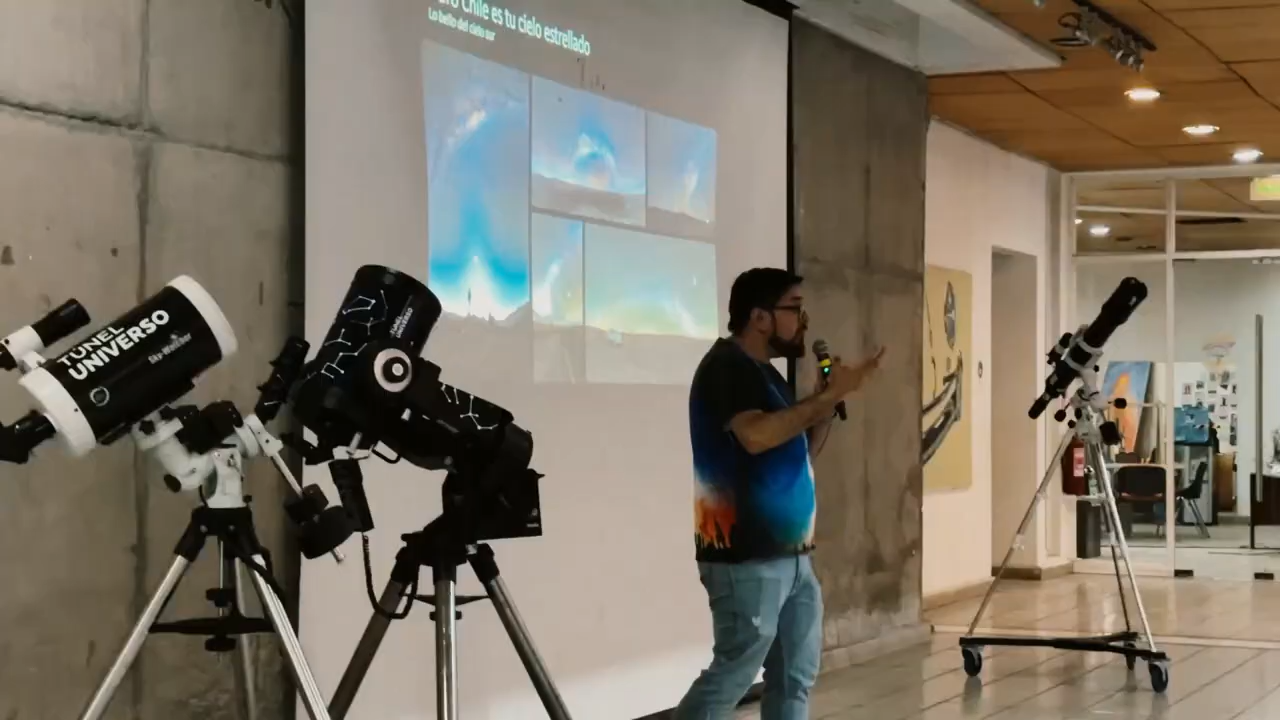 Chile es tu cielo estrellado
Lo bello del cielo sur
TÚNEL
UNIVERSO
Sky-Watcher
TÚNEL
UNIVERSO